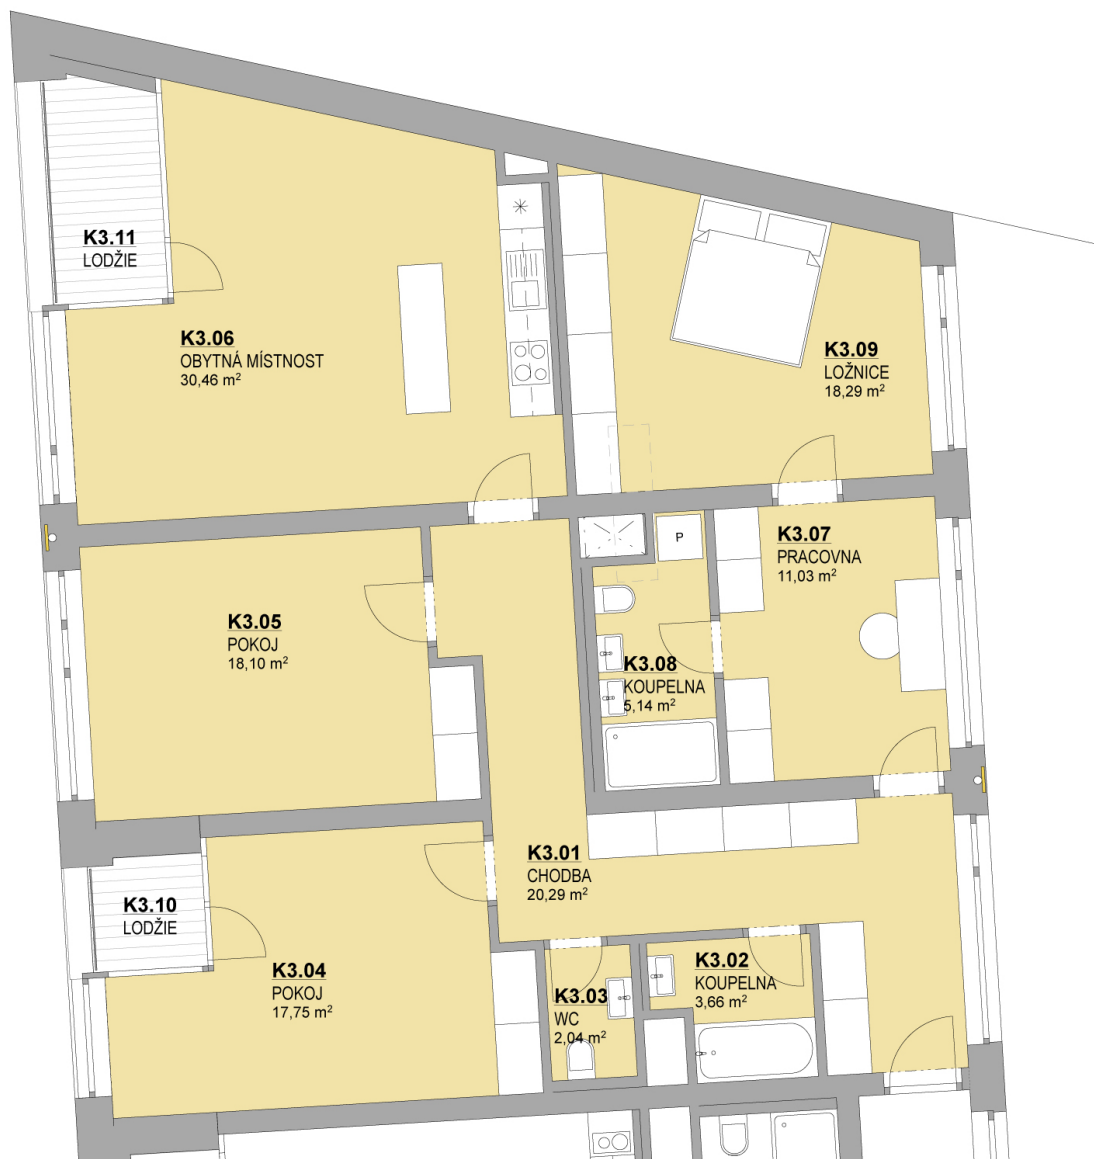 K3.11
LODŽIE
K3.06
OBYTNÁ MÍSTNOST
30,46 m²
K3.09
LOŽNICE
18,29 m²
K3.07
PRACOVNA
11,03 m²
P
K3.05
POKOJ
18,10 m²
K3.08
KOUPELNA
5,14 m²
K3.01
CHODBA
20,29 m²
K3.10
LODŽIE
K3.04
POKOJ
17,75 m²
K3.03
WC
2,04 m²
K3.02
KOUPELNA
3,66 m²